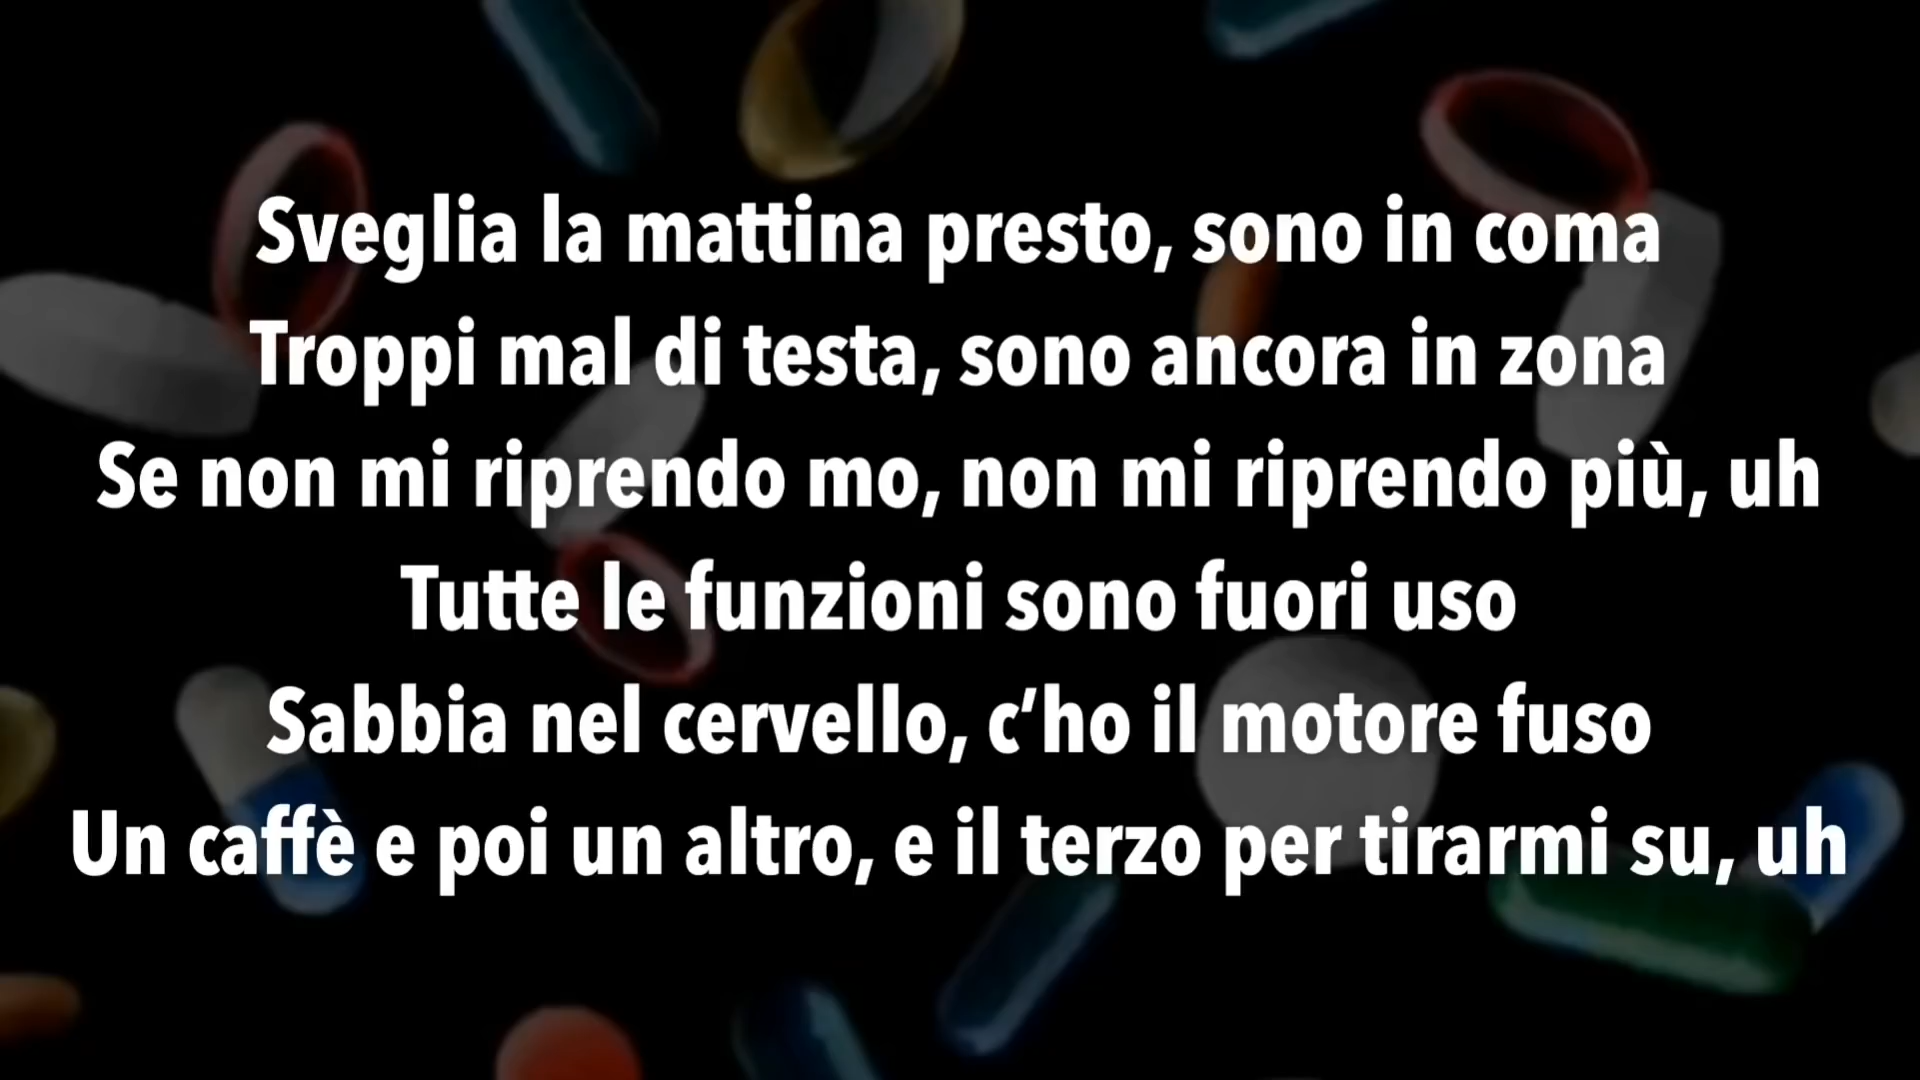 Sveglia la mattina presto, sono in coma
Troppi mal di testa, sono ancora in zona
Se non mi riprendo mo, non mi riprendo più, uh
Tutte le funzioni sono fuori uso
Sabbia nel cervello, c’ho il motore fuso
Un caffè e poi un altro, e il terzo per tirarmi su, uh